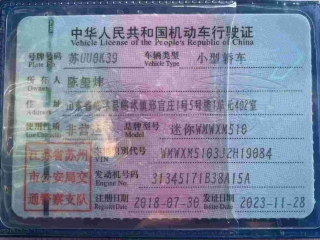 中华人民共和国机动车行驶证
Vehicle License of the People's Republic of China
号牌号码 苏UU0K39 车辆类型 小型轿车
Plate No. Vehicle Type
所有人 陈玺
Owner
住址
Address
使用性质 非营 品牌型号 迷你WMWXM510
Model
江苏省苏州 车辆识别代号 WMWXM5103J2H19084
VIN
市公安局交 发动机号码 31345171B38A15A
Engine No.
通警察支队 注册日期 2018-07-30 发证日期 2023-11-28
Register Date Issue Date